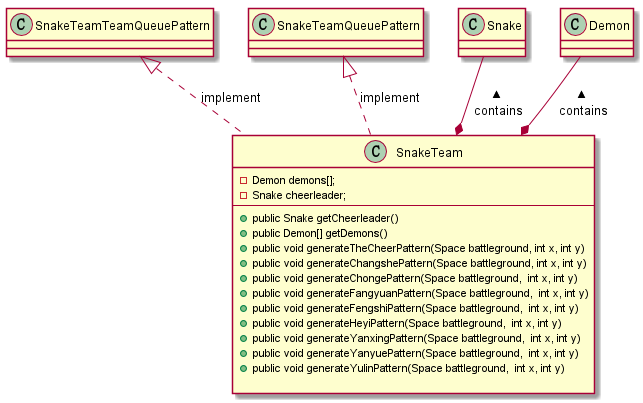 C SnakeTeamTeamQueuePattern
C SnakeTeamQueuePattern
C Snake
C Demon
implement
implement
▲
contains
▲
contains
C SnakeTeam
Demon demons[];
Snake cheerleader;
public Snake getCheerleader()
public Demon[] getDemons()
public void generateTheCheerPattern(Space battleground, int x, int y)
public void generateChangshePattern(Space battleground, int x, int y)
public void generateChongePattern(Space battleground, int x, int y)
public void generateFangyuanPattern(Space battleground, int x, int y)
public void generateFengshiPattern(Space battleground, int x, int y)
public void generateHeyiPattern(Space battleground, int x, int y)
public void generateYanxingPattern(Space battleground, int x, int y)
public void generateYanyuePattern(Space battleground, int x, int y)
public void generateYulinPattern(Space battleground, int x, int y)